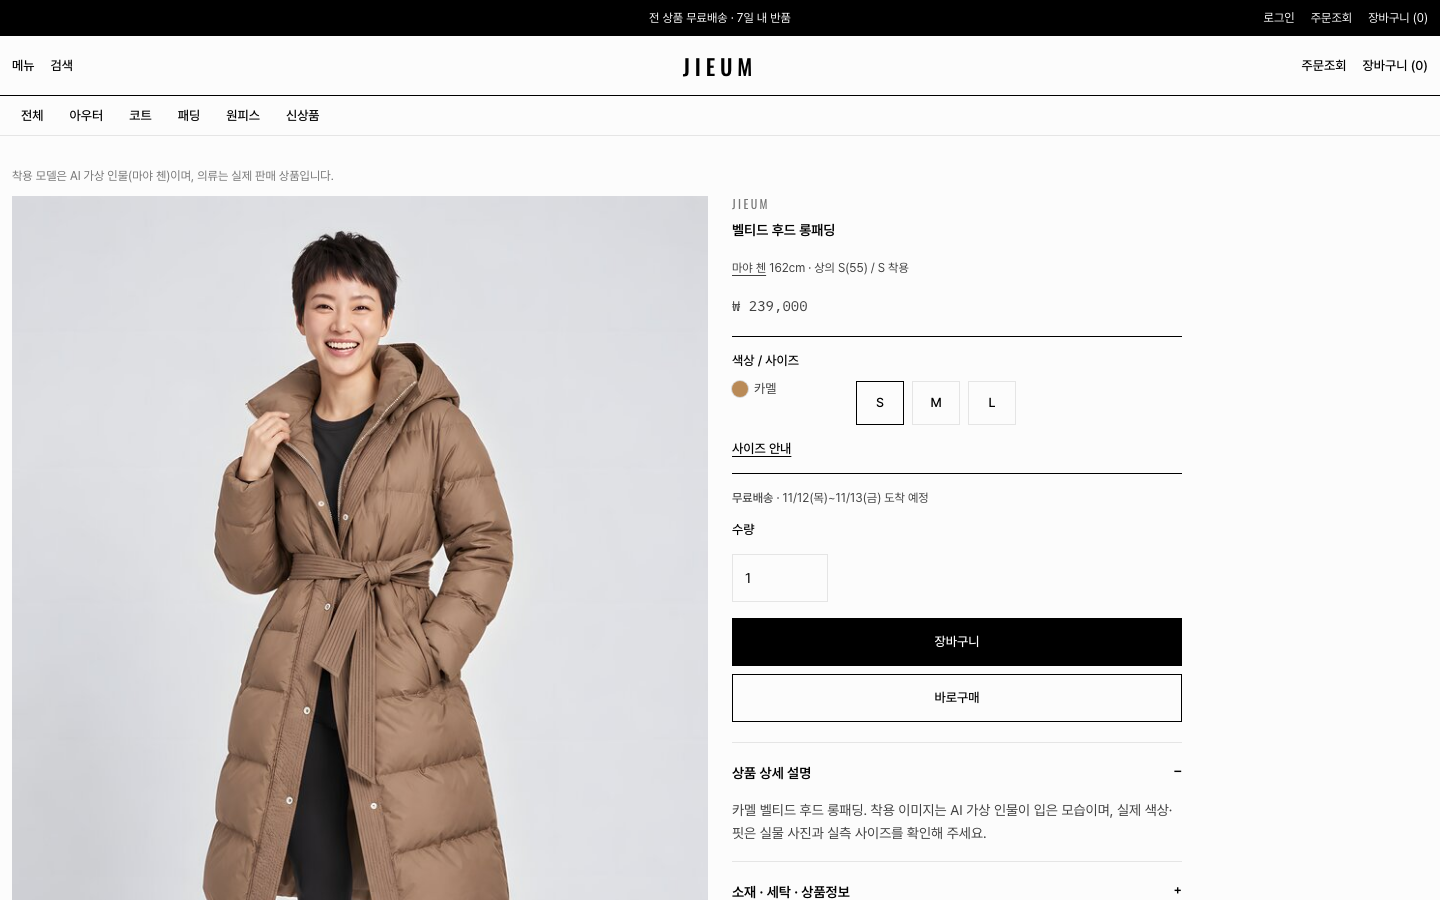 전 상품 무료배송 · 7일 내 반품
로그인 주문조회 장바구니 (0)
메뉴 검색
JIEUM
주문조회 장바구니 (0)
전체 아우터 코트 패딩 원피스 신상품
착용 모델은 AI 가상 인물(마야 첸)이며, 의류는 실제 판매 상품입니다.
JIEUM
벨티드 후드 롱패딩
마야 첸 162cm · 상의 S(55) / S 착용
₩ 239,000
색상 / 사이즈
카멜
S M L
사이즈 안내
무료배송 · 11/12(목)~11/13(금) 도착 예정
수량
1
장바구니
바로구매
상품 상세 설명 −
카멜 벨티드 후드 롱패딩. 착용 이미지는 AI 가상 인물이 입은 모습이며, 실제 색상·
핏은 실물 사진과 실측 사이즈를 확인해 주세요.
소재 · 세탁 · 상품정보 +